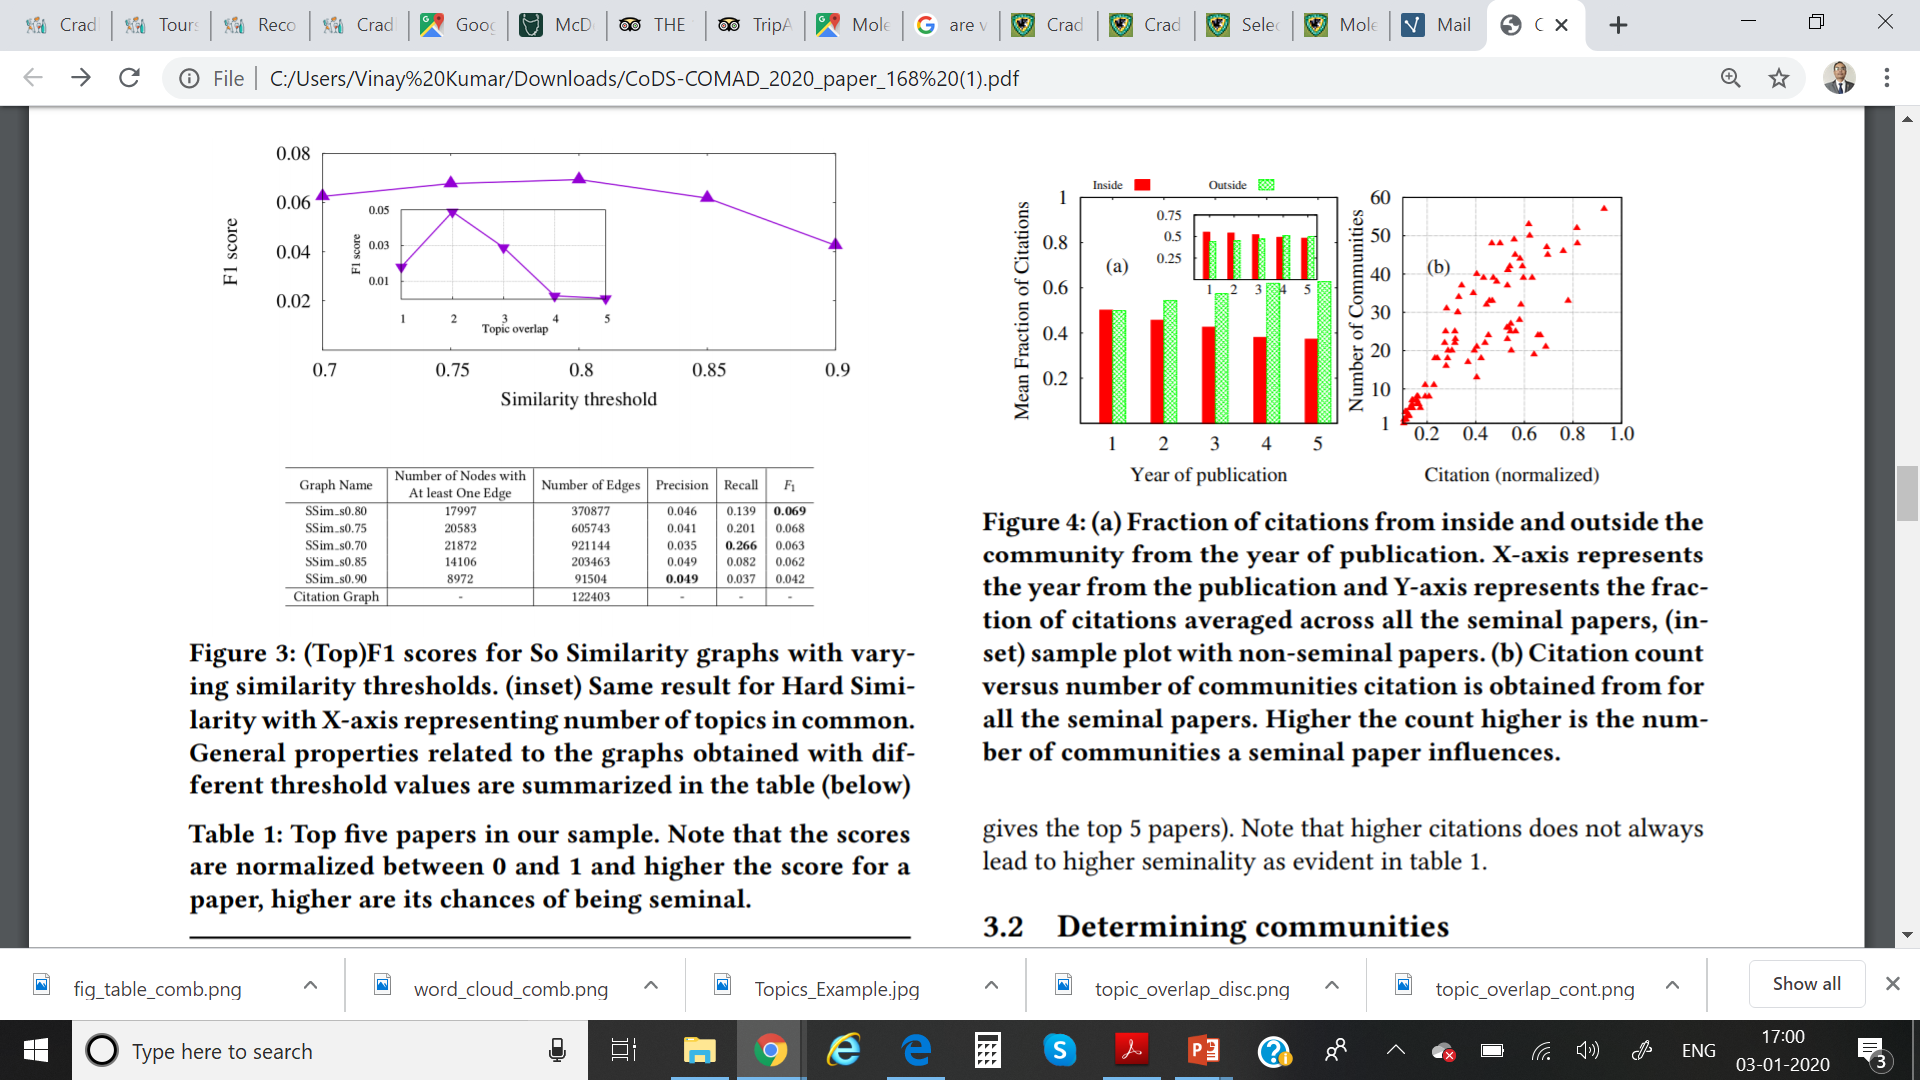 Crad
Tours
Reco
Crad
Goog
McD
THE
TripA
Mole
are v
Crad
Crad
Selec
Mole
Mail
C
File
C:/Users/Vinay%20Kumar/Downloads/CoDS-COMAD_2020_paper_168%20(1).pdf
0.08
0.06
0.04
0.02
F1 score
0.7 0.75 0.8 0.85 0.9
Similarity threshold
0.05
0.03
0.01
F1 score
1 2 3 4 5
Topic overlap
Graph Name Number of Nodes with At least One Edge Number of Edges Precision Recall F1
SSim_s0.80 17997 370877 0.046 0.139 0.069
SSim_s0.75 20583 605743 0.041 0.201 0.068
SSim_s0.70 21872 921144 0.035 0.266 0.063
SSim_s0.85 14106 203463 0.049 0.082 0.062
SSim_s0.90 8972 91504 0.049 0.037 0.042
Citation Graph - 122403 - - -
Figure 3: (Top)F1 scores for So Similarity graphs with vary-
ing similarity thresholds. (inset) Same result for Hard Simi-
larity with X-axis representing number of topics in common.
General properties related to the graphs obtained with dif-
ferent threshold values are summarized in the table (below)
Table 1: Top five papers in our sample. Note that the scores
are normalized between 0 and 1 and higher the score for a
paper, higher are its chances of being seminal.
Inside Outside
1
0.8
0.6
0.4
0.2
Mean Fraction of Citations
(a)
0.75
0.5
0.25
1 2 3 4 5
1 2 3 4 5
Year of publication
60
50
40
30
20
10
1
Number of Communities
(b)
0.2 0.4 0.6 0.8 1.0
Citation (normalized)
Figure 4: (a) Fraction of citations from inside and outside the
community from the year of publication. X-axis represents
the year from the publication and Y-axis represents the frac-
tion of citations averaged across all the seminal papers, (in-
set) sample plot with non-seminal papers. (b) Citation count
versus number of communities citation is obtained from for
all the seminal papers. Higher the count higher is the num-
ber of communities a seminal paper influences.
gives the top 5 papers). Note that higher citations does not always
lead to higher seminality as evident in table 1.
3.2 Determining communities
fig_table_comb.png
word_cloud_comb.png
Topics_Example.jpg
topic_overlap_disc.png
topic_overlap_cont.png
Show all
Type here to search
ENG
17:00
03-01-2020
3